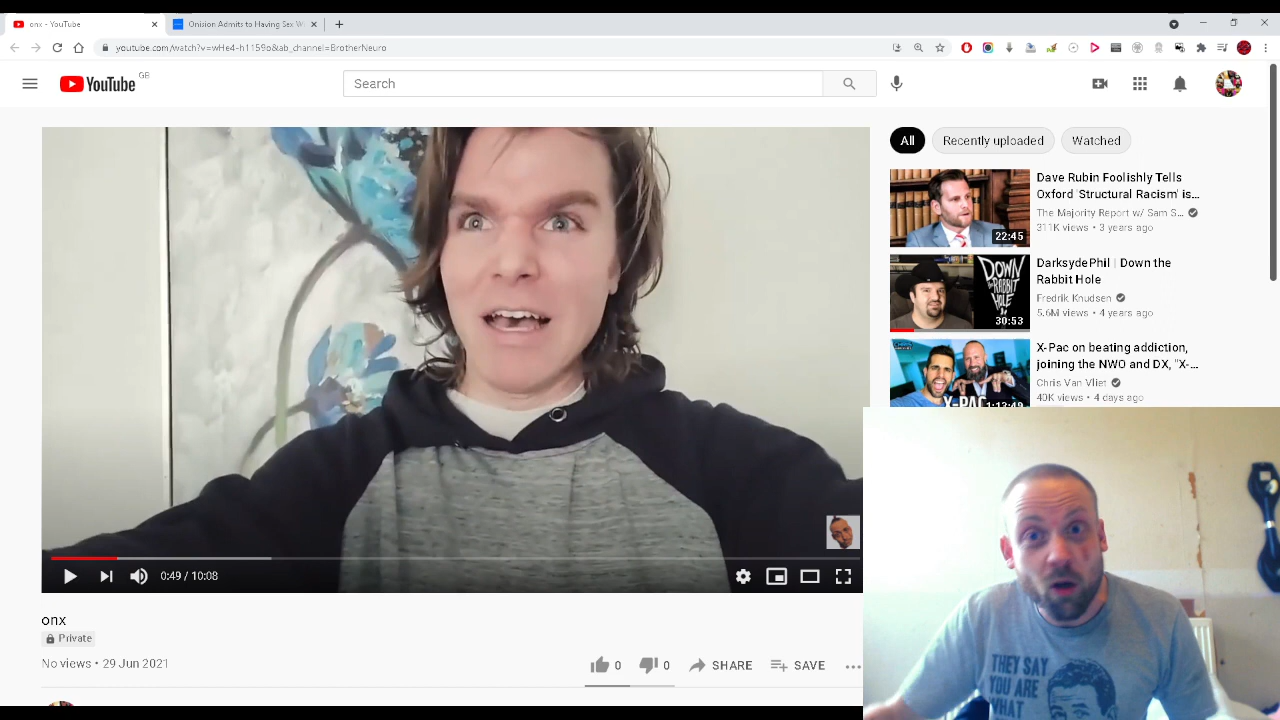 onx - YouTube
Onision Admits to Having Sex W
youtube.com/watch?v=wHe4-h1159o&ab_channel=BrotherNeuro
YouTube GB
Search
All
Recently uploaded
Watched
Dave Rubin Foolishly Tells
Oxford 'Structural Racism' is...
The Majority Report w/ Sam S...
311K views • 3 years ago
22:45
DarksydePhil | Down the
Rabbit Hole
Fredrik Knudsen
5.6M views • 4 years ago
DOWN
THE RABBIT
HOLE
30:53
X-Pac on beating addiction,
joining the NWO and DX, "X-...
Chris Van Vliet
40K views • 4 days ago
X-PAC
1:13:49
0:49 / 10:08
onx
Private
No views • 29 Jun 2021
0
0
SHARE
SAVE
THEY SAY
YOU ARE
WHAT